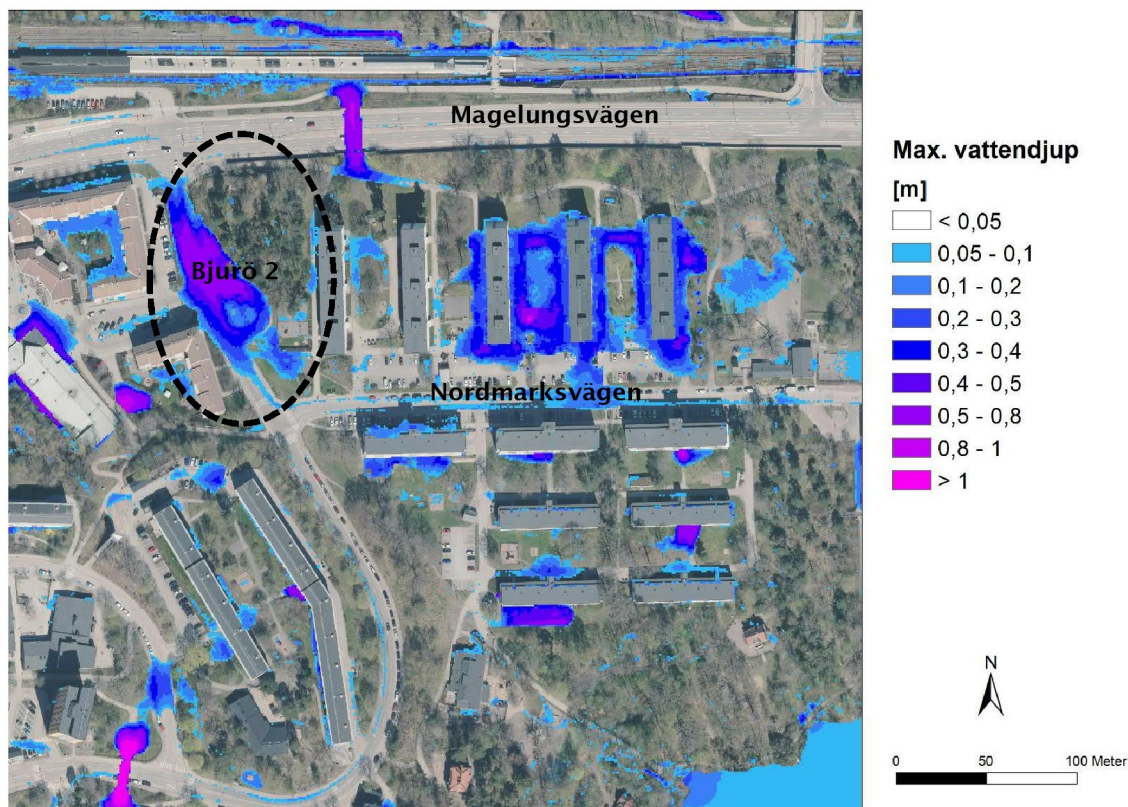 Magelungsvägen
Bjurö 2
Nordmarksvägen
Max. vattendjup
[m]
< 0,05
0,05 - 0,1
0,1 - 0,2
0,2 - 0,3
0,3 - 0,4
0,4 - 0,5
0,5 - 0,8
0,8 - 1
> 1
N
0 50 100 Meter